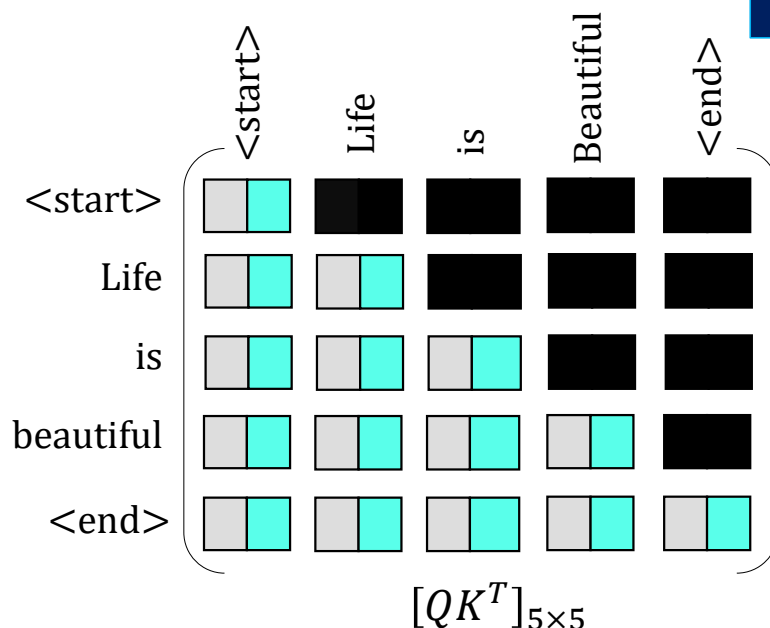 <start> Life is Beautiful <end>
<start>
Life
is
beautiful
<end>
[QK^T]_{5×5}